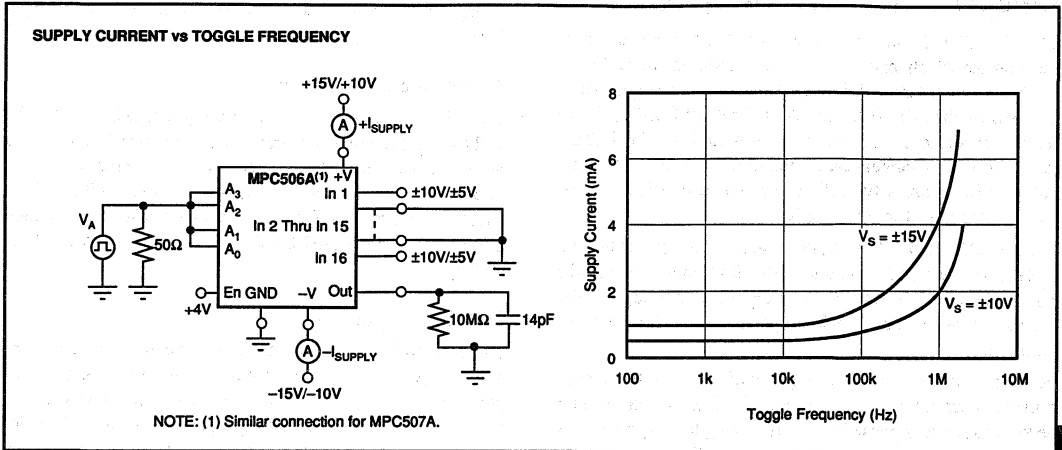 SUPPLY CURRENT vs TOGGLE FREQUENCY
+15V/+10V
A
+I_SUPPLY
MPC506A(1)
+V
A3
A2
A1
A0
In 1
±10V/±5V
In 2 Thru In 15
In 16
±10V/±5V
VA
50Ω
En GND
–V
Out
+4V
10MΩ
14pF
A
–I_SUPPLY
–15V/–10V
NOTE: (1) Similar connection for MPC507A.
8
6
4
2
0
Supply Current (mA)
VS = ±15V
VS = ±10V
100
1k
10k
100k
1M
10M
Toggle Frequency (Hz)